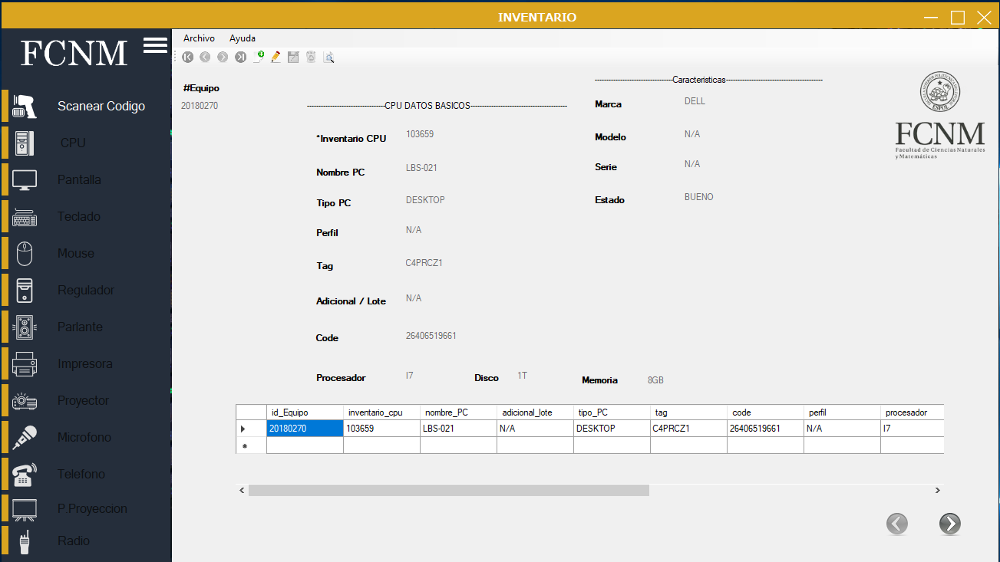 INVENTARIO
FCNM
Scanear Codigo
CPU
Pantalla
Teclado
Mouse
Regulador
Parlante
Impresora
Proyector
Microfono
Telefono
P.Proyeccion
Radio
Archivo Ayuda
#Equipo
20180270
CPU DATOS BASICOS
*Inventario CPU 103659
Nombre PC LBS-021
Tipo PC DESKTOP
Perfil N/A
Tag C4PRCZ1
Adicional / Lote N/A
Code 26406519661
Procesador I7 Disco 1T Memoria 8GB
Caracteristicas
Marca DELL
Modelo N/A
Serie N/A
Estado BUENO
FCNM
Facultad de Ciencias Naturales
y Matemáticas
id_Equipo inventario_cpu nombre_PC adicional_lote tipo_PC tag code perfil procesador
20180270 103659 LBS-021 N/A DESKTOP C4PRCZ1 26406519661 N/A I7